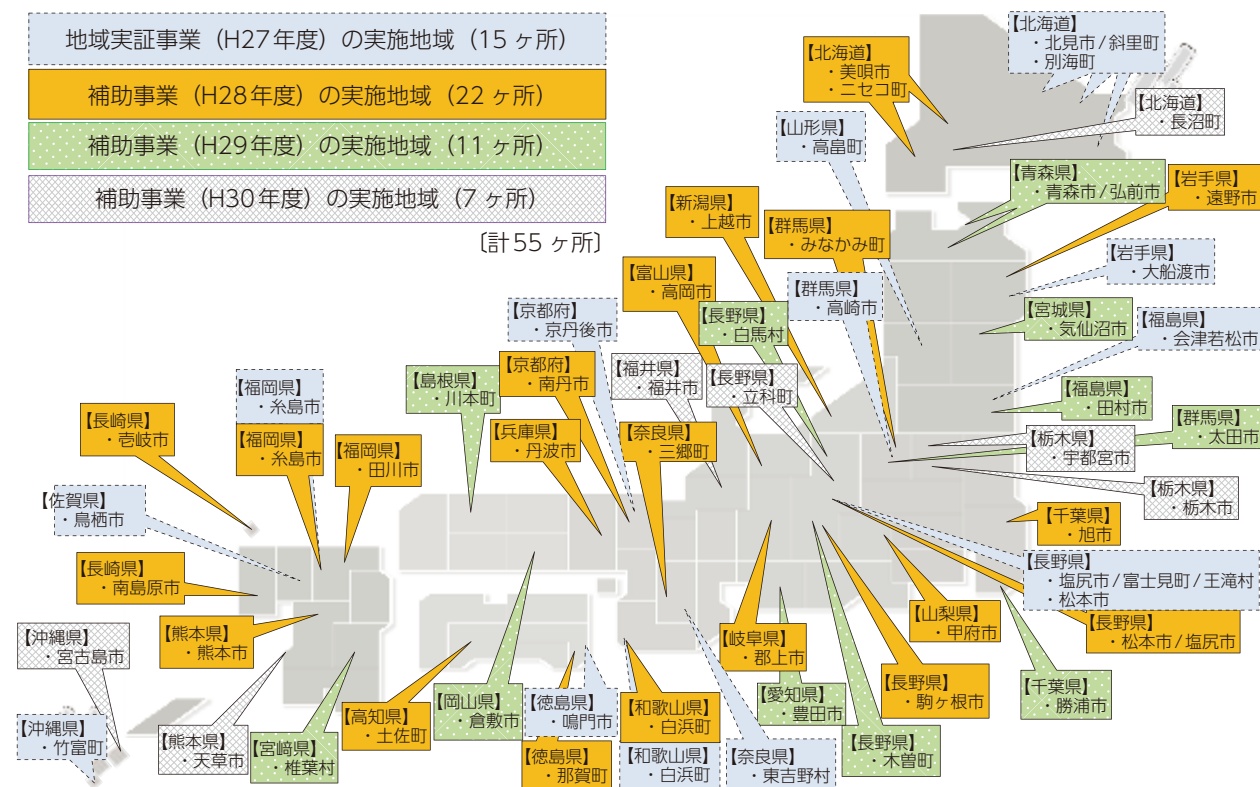 地域実証事業（H27年度）の実施地域（15ヶ所）
補助事業（H28年度）の実施地域（22ヶ所）
補助事業（H29年度）の実施地域（11ヶ所）
補助事業（H30年度）の実施地域（7ヶ所）
〔計55ヶ所〕
【北海道】
・美唄市
・ニセコ町
【北海道】
・北見市/斜里町
・別海町
【北海道】
・長沼町
【山形県】
・高畠町
【青森県】
・青森市/弘前市
【岩手県】
・遠野市
【新潟県】
・上越市
【群馬県】
・みなかみ町
【岩手県】
・大船渡市
【富山県】
・高岡市
【群馬県】
・高崎市
【京都府】
・京丹後市
【長野県】
・白馬村
【宮城県】
・気仙沼市
【福島県】
・会津若松市
【京都府】
・南丹市
【福井県】
・福井市
【長野県】
・立科町
【島根県】
・川本町
【福岡県】
・糸島市
【福島県】
・田村市
【群馬県】
・太田市
【長崎県】
・壱岐市
【福岡県】
・糸島市
【福岡県】
・田川市
【兵庫県】
・丹波市
【奈良県】
・三郷町
【栃木県】
・宇都宮市
【栃木県】
・栃木市
【佐賀県】
・鳥栖市
【千葉県】
・旭市
【長崎県】
・南島原市
【長野県】
・塩尻市/富士見町/王滝村
・松本市
【山梨県】
・甲府市
【長野県】
・松本市/塩尻市
【沖縄県】
・宮古島市
【熊本県】
・熊本市
【岐阜県】
・郡上市
【長野県】
・駒ヶ根市
【千葉県】
・勝浦市
【岡山県】
・倉敷市
【徳島県】
・鳴門市
【和歌山県】
・白浜町
【愛知県】
・豊田市
【高知県】
・土佐町
【沖縄県】
・竹富町
【熊本県】
・天草市
【宮﨑県】
・椎葉村
【徳島県】
・那賀町
【和歌山県】
・白浜町
【奈良県】
・東吉野村
【長野県】
・木曽町